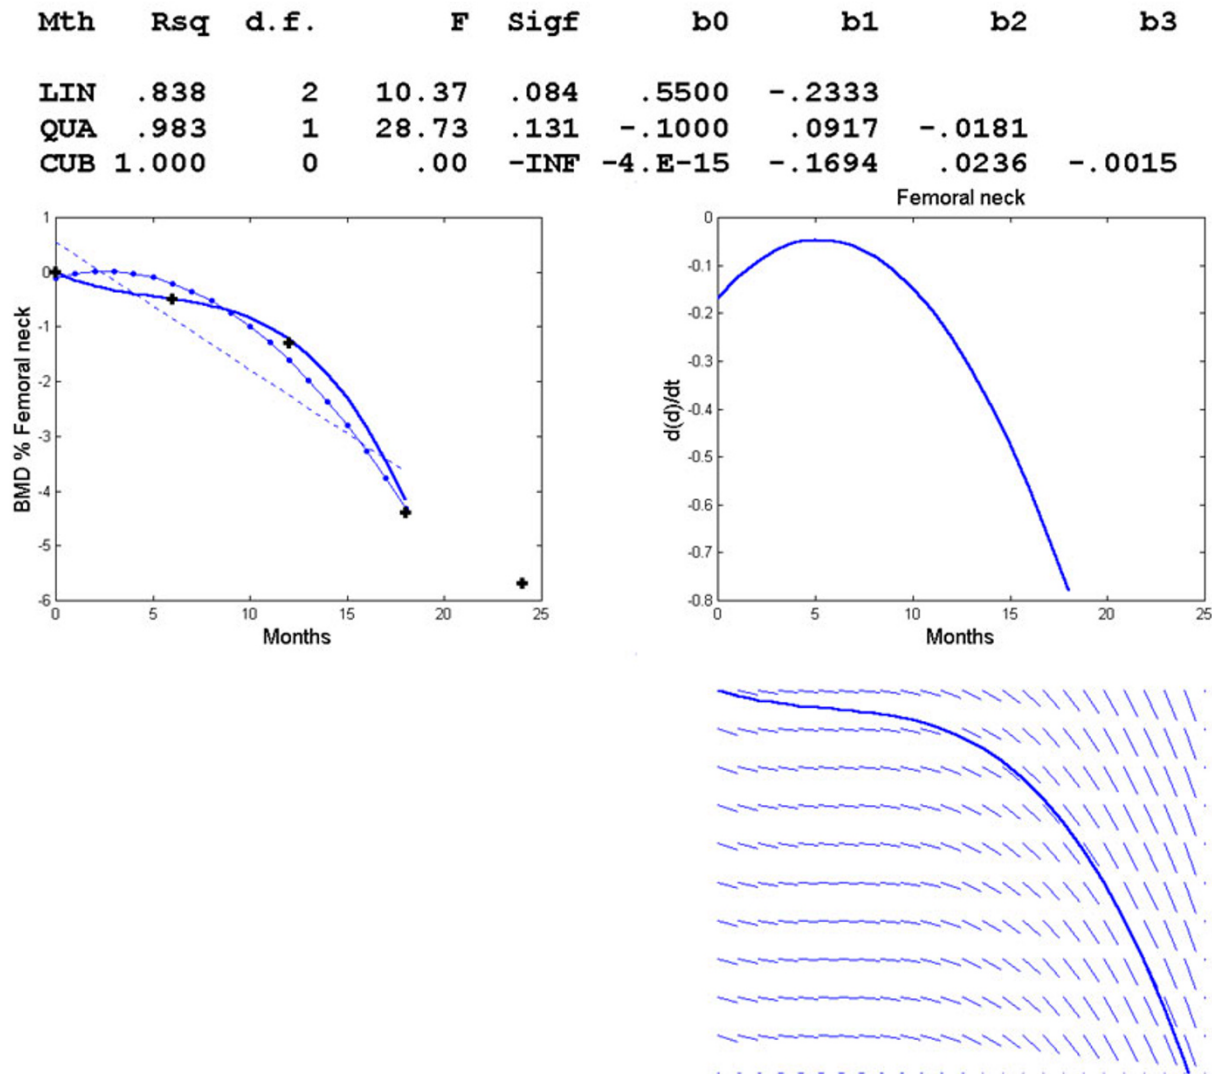 Mth Rsq d.f. F Sigf b0 b1 b2 b3
LIN .838 2 10.37 .084 .5500 -.2333
QUA .983 1 28.73 .131 -.1000 .0917 -.0181
CUB 1.000 0 .00 -INF -4.E-15 -.1694 .0236 -.0015
1
0
-1
-2
-3
-4
-5
-6
BMD % Femoral neck
0 5 10 15 20 25
Months
Femoral neck
0
-0.1
-0.2
-0.3
-0.4
-0.5
-0.6
-0.7
-0.8
d(d)/dt
0 5 10 15 20 25
Months